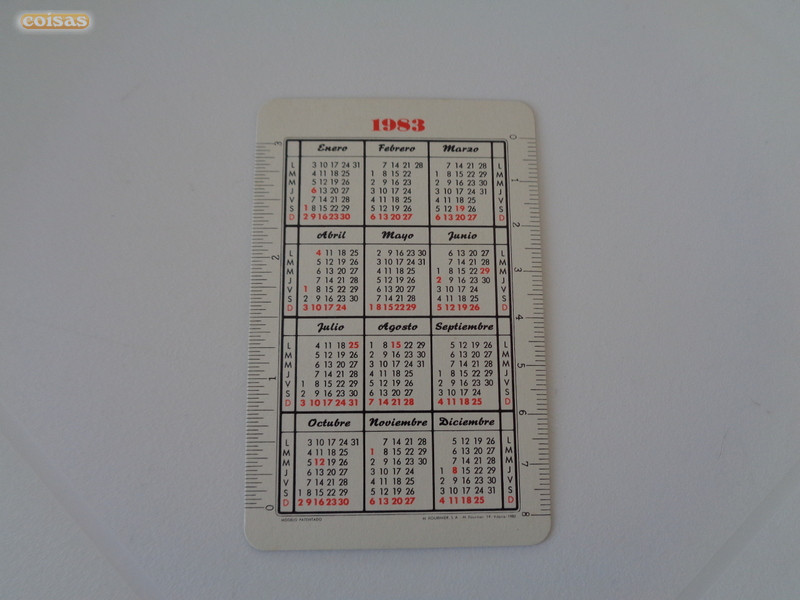 coisas
1983
Enero Febrero Marzo
L 3 10 17 24 31 7 14 21 28 7 14 21 28 L
M 4 11 18 25 1 8 15 22 1 8 15 22 29 M
M 5 12 19 26 2 9 16 23 2 9 16 23 30 M
J 6 13 20 27 3 10 17 24 3 10 17 24 31 J
V 7 14 21 28 4 11 18 25 4 11 18 25 V
S 1 8 15 22 29 5 12 19 26 5 12 19 26 S
D 2 9 16 23 30 6 13 20 27 6 13 20 27 D
Abril Mayo Junio
L 4 11 18 25 2 9 16 23 30 6 13 20 27 L
M 5 12 19 26 3 10 17 24 31 7 14 21 28 M
M 6 13 20 27 4 11 18 25 1 8 15 22 29 M
J 7 14 21 28 5 12 19 26 2 9 16 23 30 J
V 1 8 15 22 29 6 13 20 27 3 10 17 24 V
S 2 9 16 23 30 7 14 21 28 4 11 18 25 S
D 3 10 17 24 1 8 15 22 29 5 12 19 26 D
Julio Agosto Septiembre
L 4 11 18 25 1 8 15 22 29 5 12 19 26 L
M 5 12 19 26 2 9 16 23 30 6 13 20 27 M
M 6 13 20 27 3 10 17 24 31 7 14 21 28 M
J 7 14 21 28 4 11 18 25 1 8 15 22 29 J
V 1 8 15 22 29 5 12 19 26 2 9 16 23 30 V
S 2 9 16 23 30 6 13 20 27 3 10 17 24 S
D 3 10 17 24 31 7 14 21 28 4 11 18 25 D
Octubre Noviembre Diciembre
L 3 10 17 24 31 7 14 21 28 5 12 19 26 L
M 4 11 18 25 1 8 15 22 29 6 13 20 27 M
M 5 12 19 26 2 9 16 23 30 7 14 21 28 M
J 6 13 20 27 3 10 17 24 1 8 15 22 29 J
V 7 14 21 28 4 11 18 25 2 9 16 23 30 V
S 1 8 15 22 29 5 12 19 26 3 10 17 24 31 S
D 2 9 16 23 30 6 13 20 27 4 11 18 25 D
MODELO PATENTADO
0 1 2 3 4 5 6 7 8
0 1 2